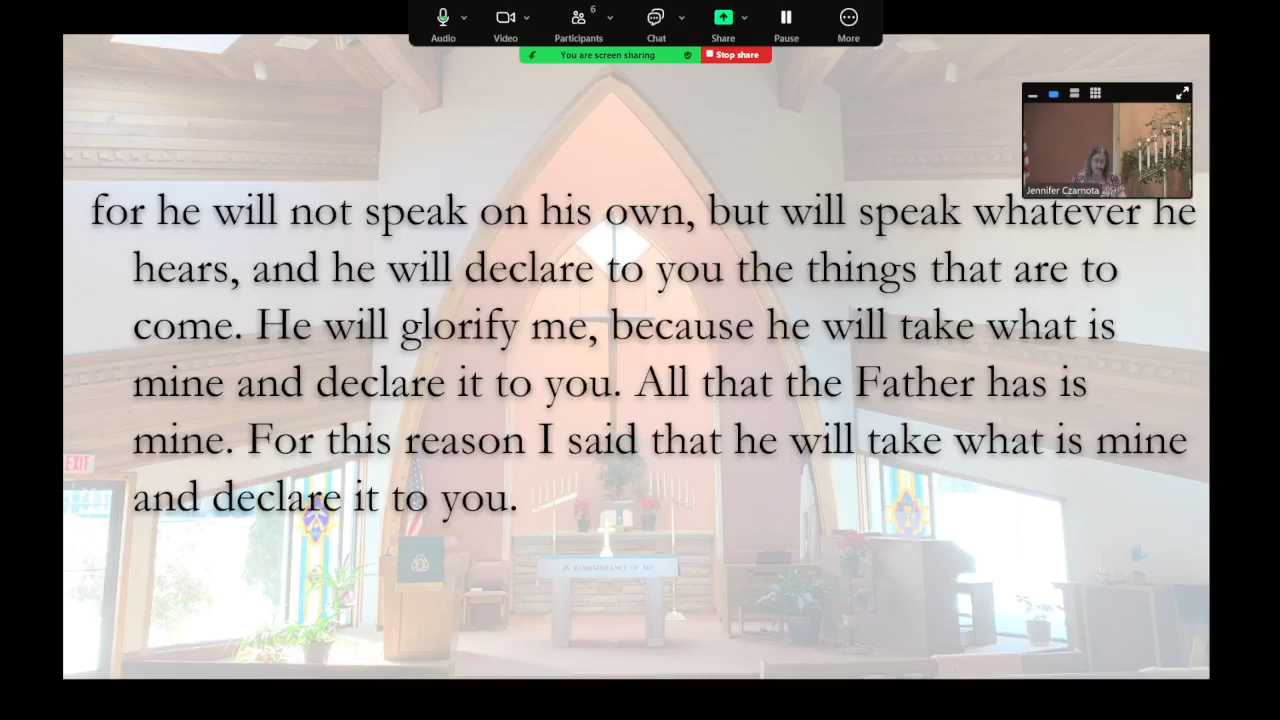 6
Audio
Video
Participants
Chat
Share
Pause
More
You are screen sharing
Stop share
Jennifer Czarnota
for he will not speak on his own, but will speak whatever he
hears, and he will declare to you the things that are to
come. He will glorify me, because he will take what is
mine and declare it to you. All that the Father has is
mine. For this reason I said that he will take what is mine
and declare it to you.
EXIT
IN REMEMBRANCE OF ME